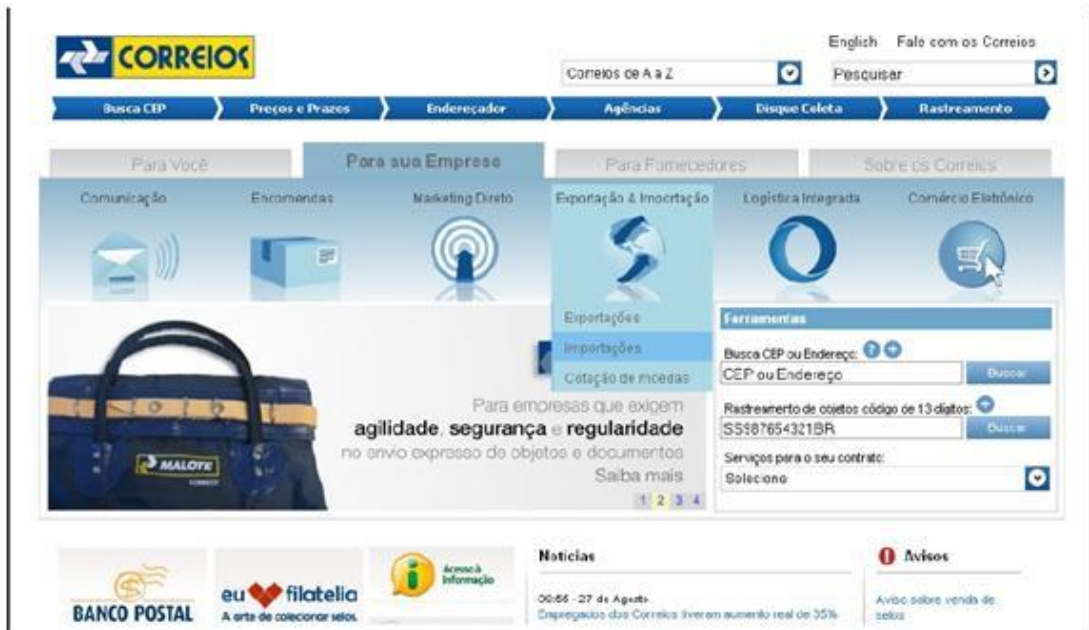 CORREIOS
English Fale com os Correios
Correios de A a Z
Pesquisar
Busca CEP Preços e Prazos Endereçador Agências Disque Coleta Rastreamento
Para Você Para sua Empresa Para Fornecedores Sobre os Correios
Comunicação Encomendas Marketing Direto Exportação & Importação Logística Integrada Comércio Eletrônico
Exportações
Importações
Cotação de moedas
Para empresas que exigem
agilidade, segurança e regularidade
no envio expresso de objetos e documentos
Saiba mais
1 2 3 4
MALOTE
CORREIOS
Ferramentas
Busca CEP ou Endereço:
CEP ou Endereço Buscar
Rastreamento de objetos código de 13 dígitos:
SS987654321BR Buscar
Serviços para o seu contrato:
Selecione
BANCO POSTAL
eu filatelia
A arte de colecionar selos.
Acesso à
Informação
Notícias
27 de Agosto
Empregados dos Correios tiveram aumento real de 35%
Avisos
Aviso sobre venda de
selos